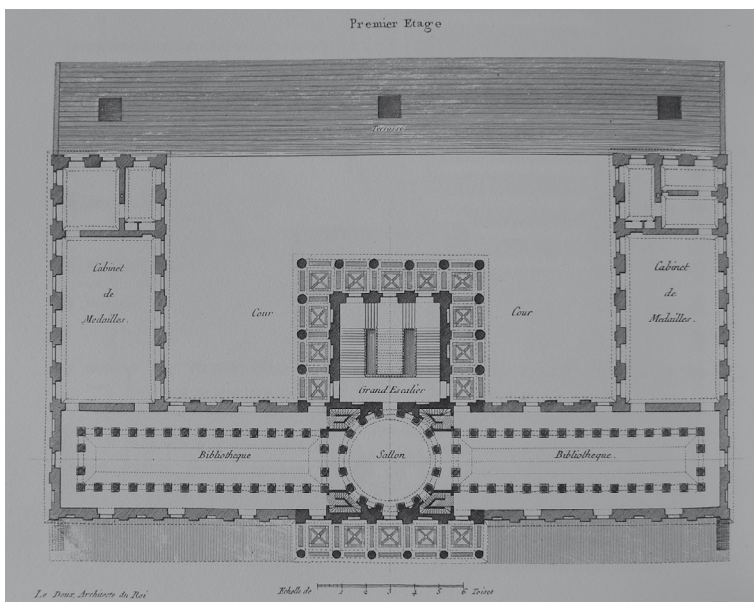 Premier Etage
Terrasse.
Cabinet
de
Medailles.
Cabinet
de
Medailles.
Cour
Cour
Grand Escalier
Bibliotheque
Sallon
Bibliotheque.
Le Doux, Architecte du Roi
Echelle de 1 2 3 4 5 6 Toises